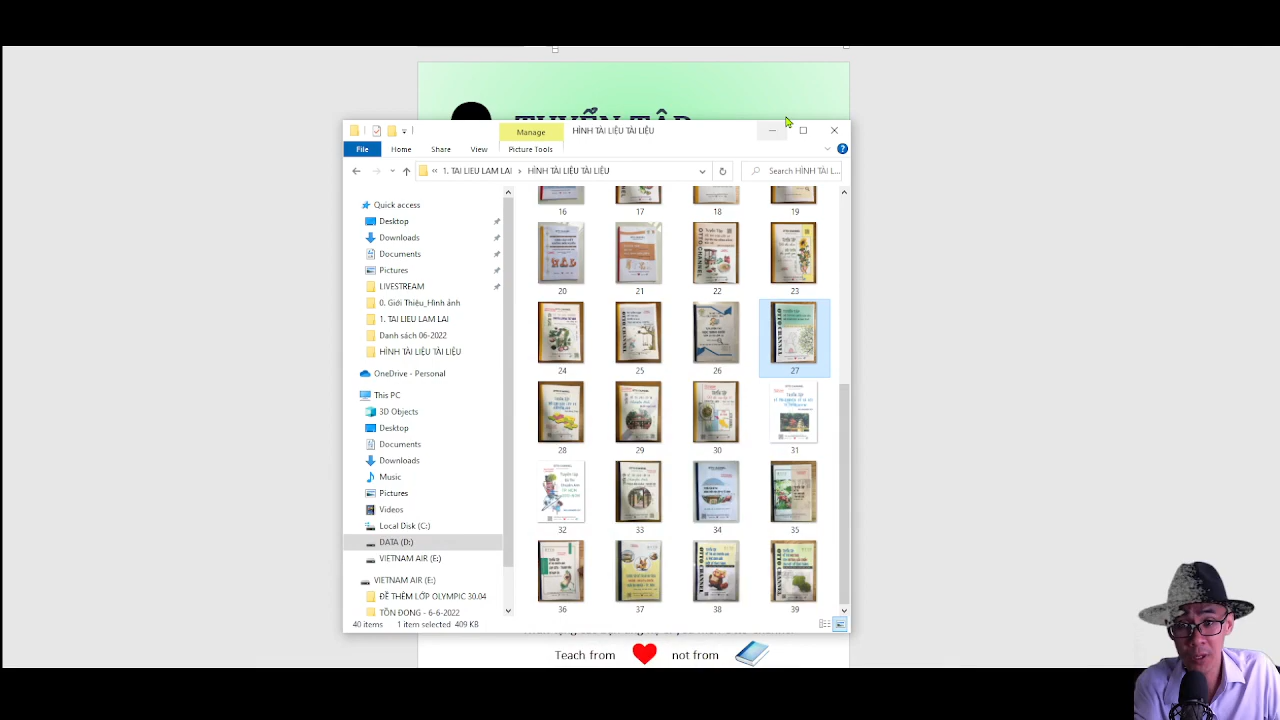 TUYỂN TẬP
Manage
HÌNH TÀI LIỆU TÀI LIỆU
File
Home
Share
View
Picture Tools
1. TAI LIEU LAM LAI
HÌNH TÀI LIỆU TÀI LIỆU
Search HÌNH TÀI L...
Quick access
Desktop
Downloads
Documents
Pictures
LIVESTREAM
0. Giới Thiệu_Hình ảnh
1. TAI LIEU LAM LAI
Danh sách 06-2022
HÌNH TÀI LIỆU TÀI LIỆU
OneDrive - Personal
This PC
3D Objects
Desktop
Documents
Downloads
Music
Pictures
Videos
Local Disk (C:)
DATA (D:)
VIETNAM AIR (E:)
VIETNAM AIR (E:)
ĐỀ THÊM LỚP OLYMPIC 30.04
TỒN ĐỌNG - 6-6-2022
16 17 18 19
20 21 22 23
24 25 26 27
28 29 30 31
32 33 34 35
36 37 38 39
40 items 1 item selected 409 KB
Teach from not from